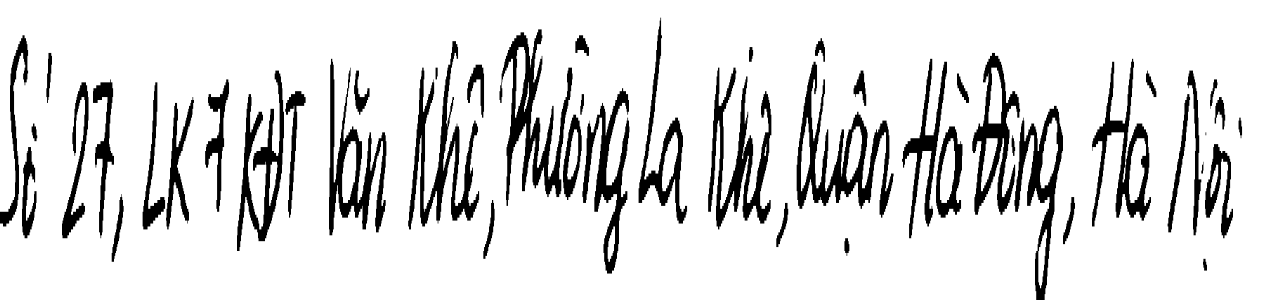 Số 27, LK 7 KĐT Văn Khê, Phường La Khê, Quận Hà Đông, Hà Nội